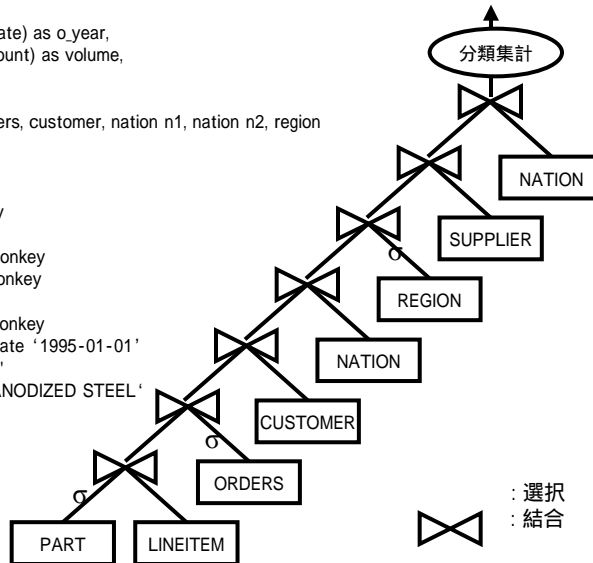 ate) as o_year,
ount) as volume,
ers, customer, nation n1, nation n2, region
y
onkey
onkey
onkey
ate ‘1995-01-01’
’
ANODIZED STEEL‘
分類集計
NATION
SUPPLIER
σ
REGION
NATION
CUSTOMER
σ
ORDERS
σ
PART
LINEITEM
: 選択
: 結合